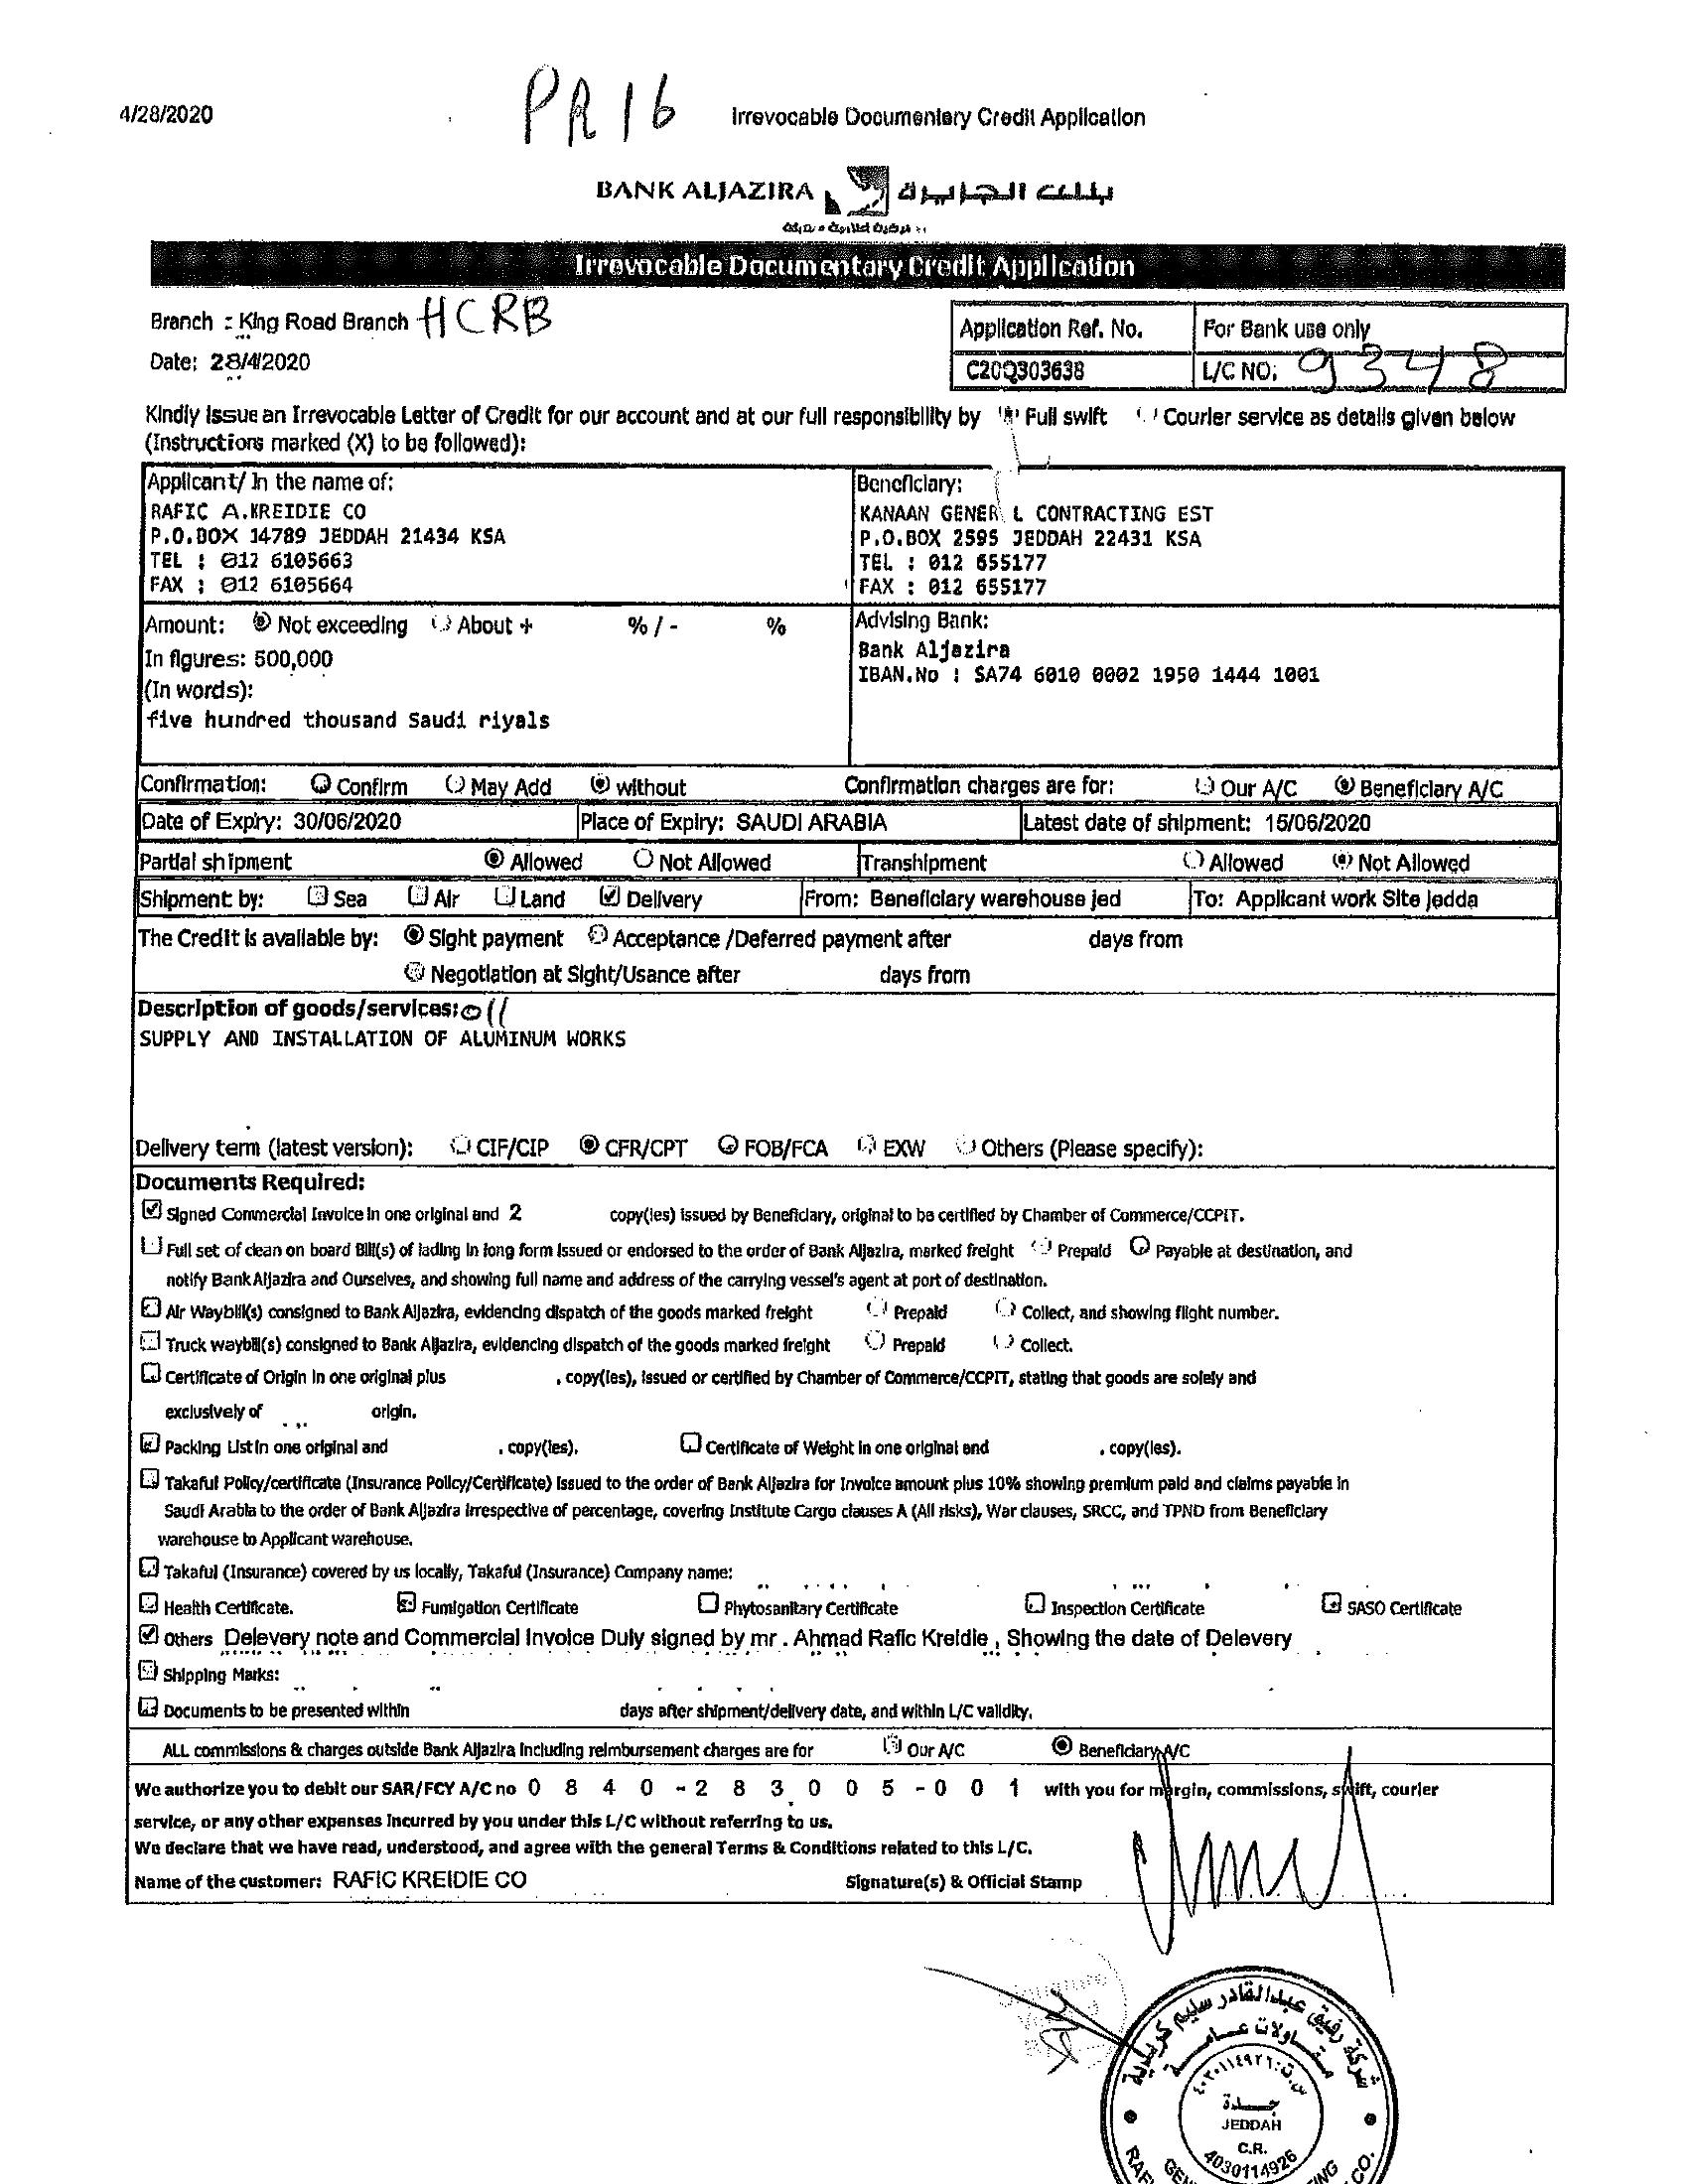 4/28/2020
PR 16
Irrevocable Documentary Credit Application
BANK ALJAZIRA بنك الجزيرة
Irrevocable Documentary Credit Application
Branch : King Road Branch HCRB
Date: 28/4/2020
Application Ref. No. For Bank use only
C20Q303638 L/C NO: 9348
Kindly issue an Irrevocable Letter of Credit for our account and at our full responsibility by Full swift Courier service as details given below
(Instructions marked (X) to be followed):
Applicant/ In the name of:
RAFIC A.KREIDIE CO
P.O.BOX 14789 JEDDAH 21434 KSA
TEL : 012 6105663
FAX : 012 6105664
Beneficiary:
KANAAN GENER L CONTRACTING EST
P.O.BOX 2595 JEDDAH 22431 KSA
TEL : 012 655177
FAX : 012 655177
Amount: Not exceeding About + % / - %
In figures: 500,000
(In words):
five hundred thousand Saudi riyals
Advising Bank:
Bank Aljazira
IBAN.No : SA74 6010 0002 1950 1444 1001
Confirmation: Confirm May Add without Confirmation charges are for: Our A/C Beneficiary A/C
Date of Expiry: 30/06/2020 Place of Expiry: SAUDI ARABIA Latest date of shipment: 15/06/2020
Partial shipment Allowed Not Allowed Transhipment Allowed Not Allowed
Shipment by: Sea Air Land Delivery From: Beneficiary warehouse jed To: Applicant work Site jedda
The Credit is available by: Sight payment Acceptance /Deferred payment after days from
Negotiation at Sight/Usance after days from
Description of goods/services:
SUPPLY AND INSTALLATION OF ALUMINUM WORKS
Delivery term (latest version): CIF/CIP CFR/CPT FOB/FCA EXW Others (Please specify):
Documents Required:
Signed Commercial Invoice in one original and 2 copy(ies) issued by Beneficiary, original to be certified by Chamber of Commerce/CCPIT.
Full set of clean on board Bill(s) of lading in long form issued or endorsed to the order of Bank Aljazira, marked freight Prepaid Payable at destination, and
notify Bank Aljazira and Ourselves, and showing full name and address of the carrying vessel's agent at port of destination.
Air Waybill(s) consigned to Bank Aljazira, evidencing dispatch of the goods marked freight Prepaid Collect, and showing flight number.
Truck waybill(s) consigned to Bank Aljazira, evidencing dispatch of the goods marked freight Prepaid Collect.
Certificate of Origin in one original plus , copy(ies), issued or certified by Chamber of Commerce/CCPIT, stating that goods are solely and
exclusively of origin.
Packing List in one original and , copy(ies). Certificate of Weight in one original and , copy(ies).
Takaful Policy/certificate (Insurance Policy/Certificate) issued to the order of Bank Aljazira for Invoice amount plus 10% showing premium paid and claims payable in
Saudi Arabia to the order of Bank Aljazira irrespective of percentage, covering Institute Cargo clauses A (All risks), War clauses, SRCC, and TPND from Beneficiary
warehouse to Applicant warehouse.
Takaful (Insurance) covered by us locally, Takaful (Insurance) Company name:
Health Certificate. Fumigation Certificate Phytosanitary Certificate Inspection Certificate SASO Certificate
Others Delevery note and Commercial Invoice Duly signed by mr . Ahmad Rafic Kreidie , Showing the date of Delevery
Shipping Marks:
Documents to be presented within days after shipment/delivery date, and within L/C validity.
ALL commissions & charges outside Bank Aljazira including reimbursement charges are for Our A/C Beneficiary A/C
We authorize you to debit our SAR/FCY A/C no 0 8 4 0 - 2 8 3 0 0 5 - 0 0 1 with you for margin, commissions, swift, courier
service, or any other expenses incurred by you under this L/C without referring to us.
We declare that we have read, understood, and agree with the general Terms & Conditions related to this L/C.
Name of the customer: RAFIC KREIDIE CO Signature(s) & Official Stamp
شركة رفيق عبدالقادر سليم كريدية
مقاولات عامة
س.ت: ٤٠٣٠١١٤٩٢٦
جدة
JEDDAH
C.R.
4030114926